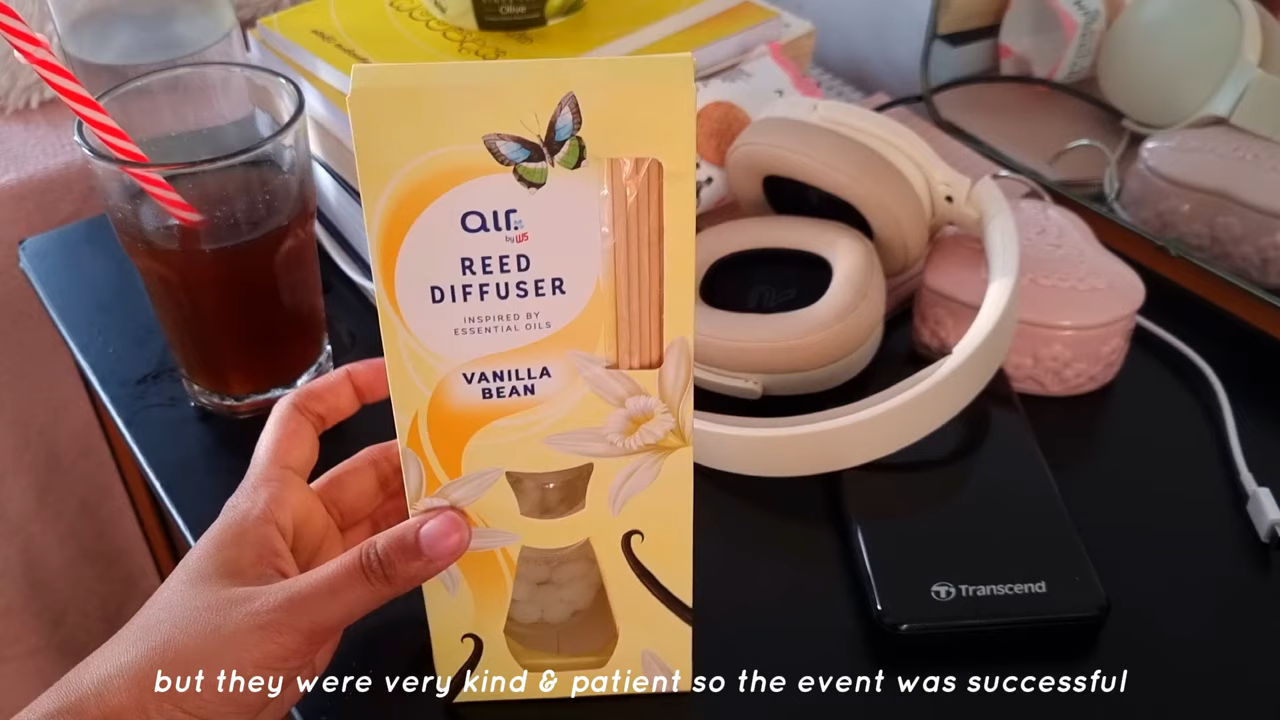 Olive
air.
by W5
REED
DIFFUSER
INSPIRED BY
ESSENTIAL OILS
VANILLA
BEAN
Transcend
but they were very kind & patient so the event was successful